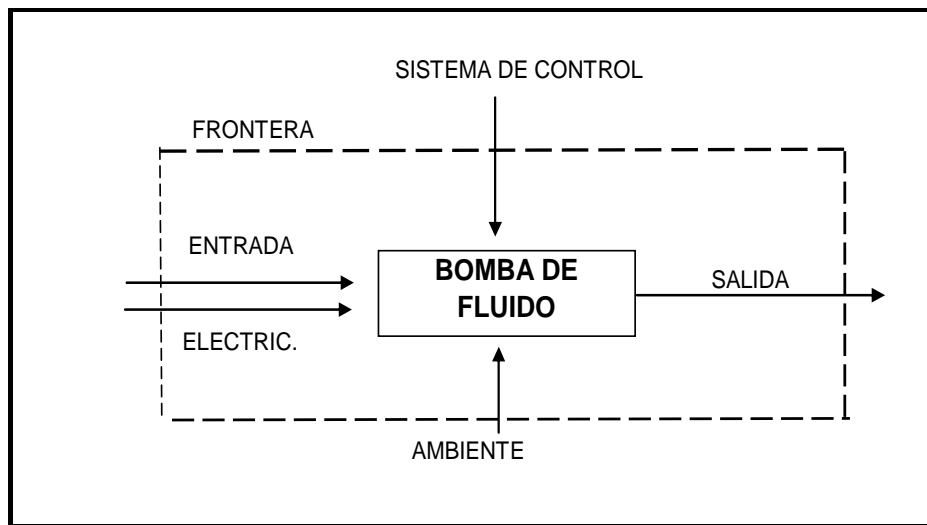 SISTEMA DE CONTROL
FRONTERA
ENTRADA
ELECTRIC.
BOMBA DE
FLUIDO
SALIDA
AMBIENTE